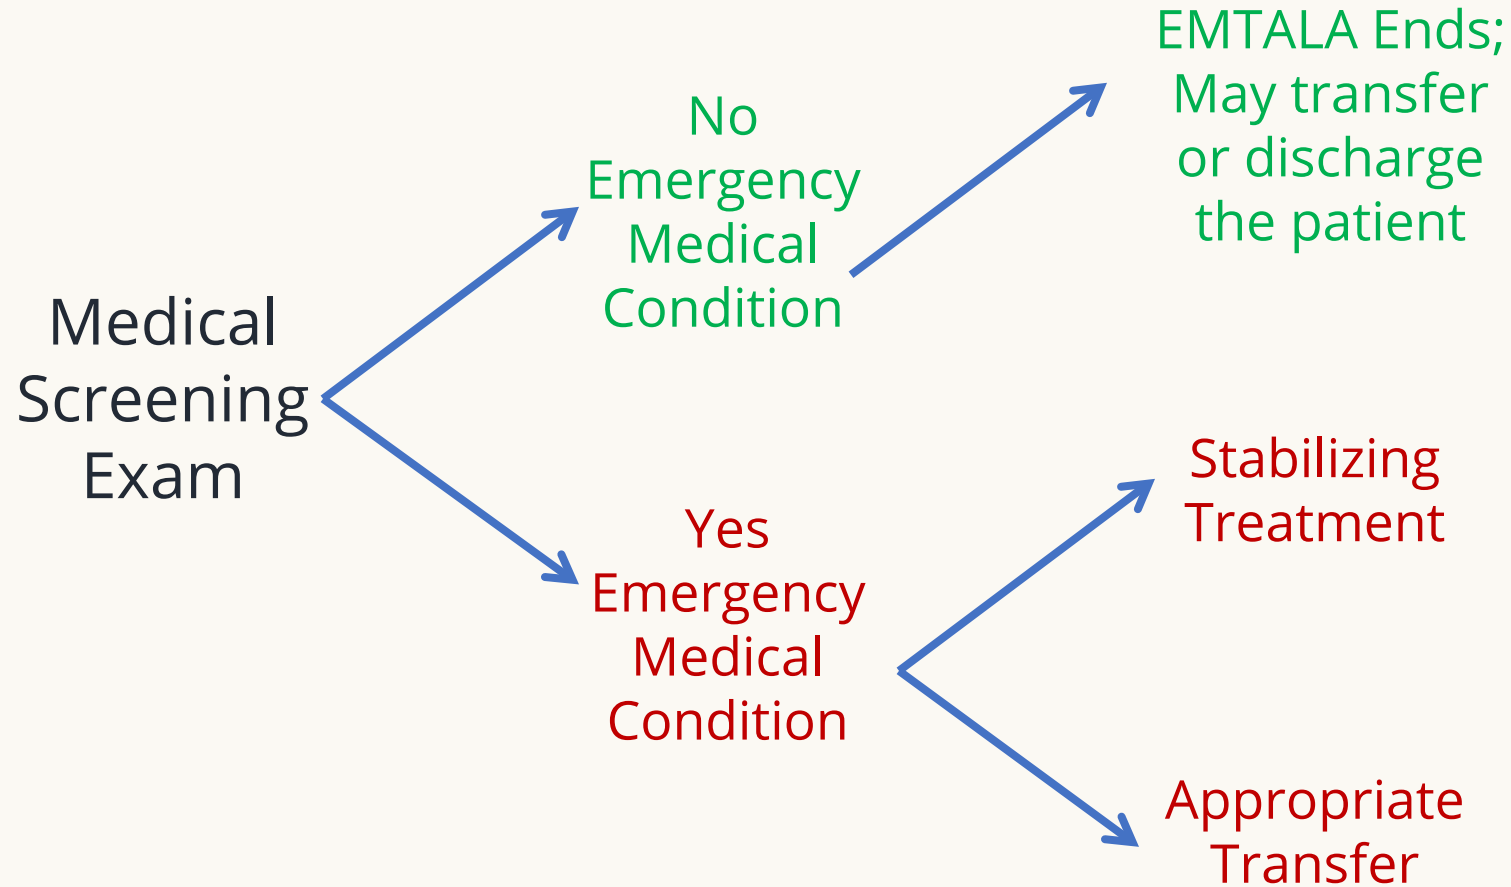 Medical
Screening
Exam
No
Emergency
Medical
Condition
EMTALA Ends;
May transfer
or discharge
the patient
Yes
Emergency
Medical
Condition
Stabilizing
Treatment
Appropriate
Transfer